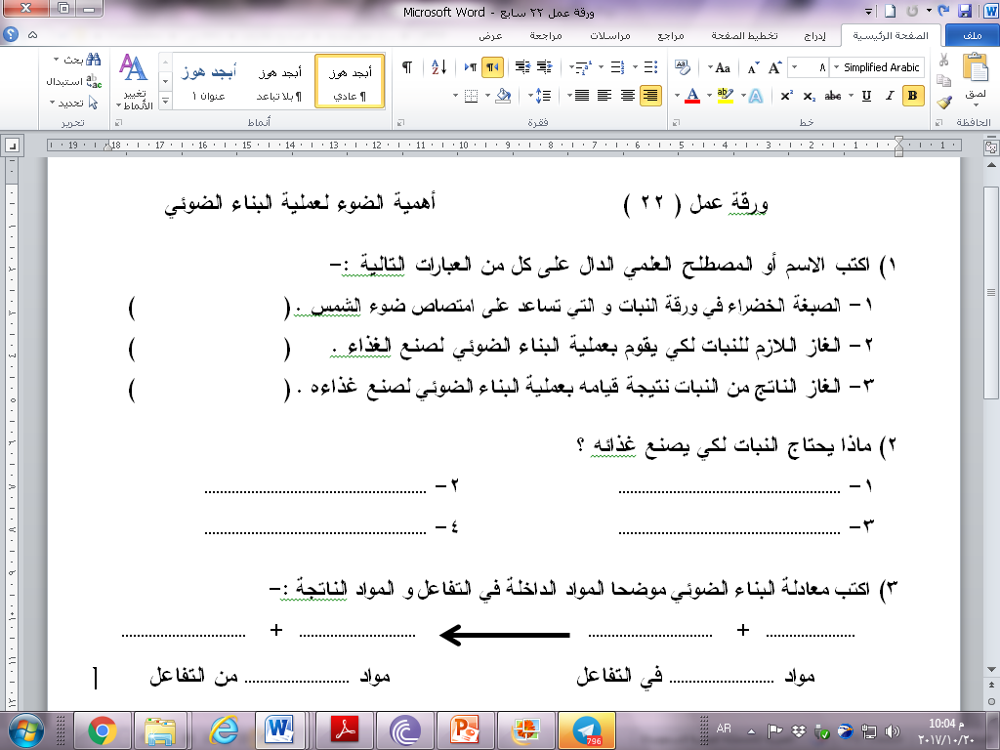 ورقة عمل ٢٢ سابع - Microsoft Word
ملف الصفحة الرئيسية إدراج تخطيط الصفحة مراجع مراسلات مراجعة عرض
لصق
Simplified Arabic
أبجد هوز أبجد هوز أبجد هوز
عادي بلا تباعد عنوان ١
تغيير الأنماط
بحث
استبدال
تحديد
الحافظة خط فقرة أنماط تحرير
ورقة عمل ( ٢٢ ) أهمية الضوء لعملية البناء الضوئي
١) اكتب الاسم أو المصطلح العلمي الدال على كل من العبارات التالية :-
١- الصبغة الخضراء في ورقة النبات و التي تساعد على امتصاص ضوء الشمس . ( )
٢- الغاز اللازم للنبات لكي يقوم بعملية البناء الضوئي لصنع الغذاء . ( )
٣- الغاز الناتج من النبات نتيجة قيامه بعملية البناء الضوئي لصنع غذاءه . ( )
٢) ماذا يحتاج النبات لكي يصنع غذائه ؟
١- ........................ ٢- ........................
٣- ........................ ٤- ........................
٣) اكتب معادلة البناء الضوئي موضحا المواد الداخلة في التفاعل و المواد الناتجة :-
.................... + .................... .................... + ....................
مواد .................... في التفاعل مواد .................... من التفاعل
796
AR
10:04 م
٢٠١٧/١٠/٢٠